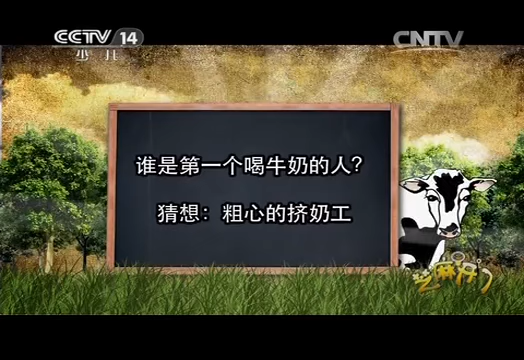 CCTV 14
少儿
CNTV
谁是第一个喝牛奶的人?
猜想:粗心的挤奶工
芝麻开门